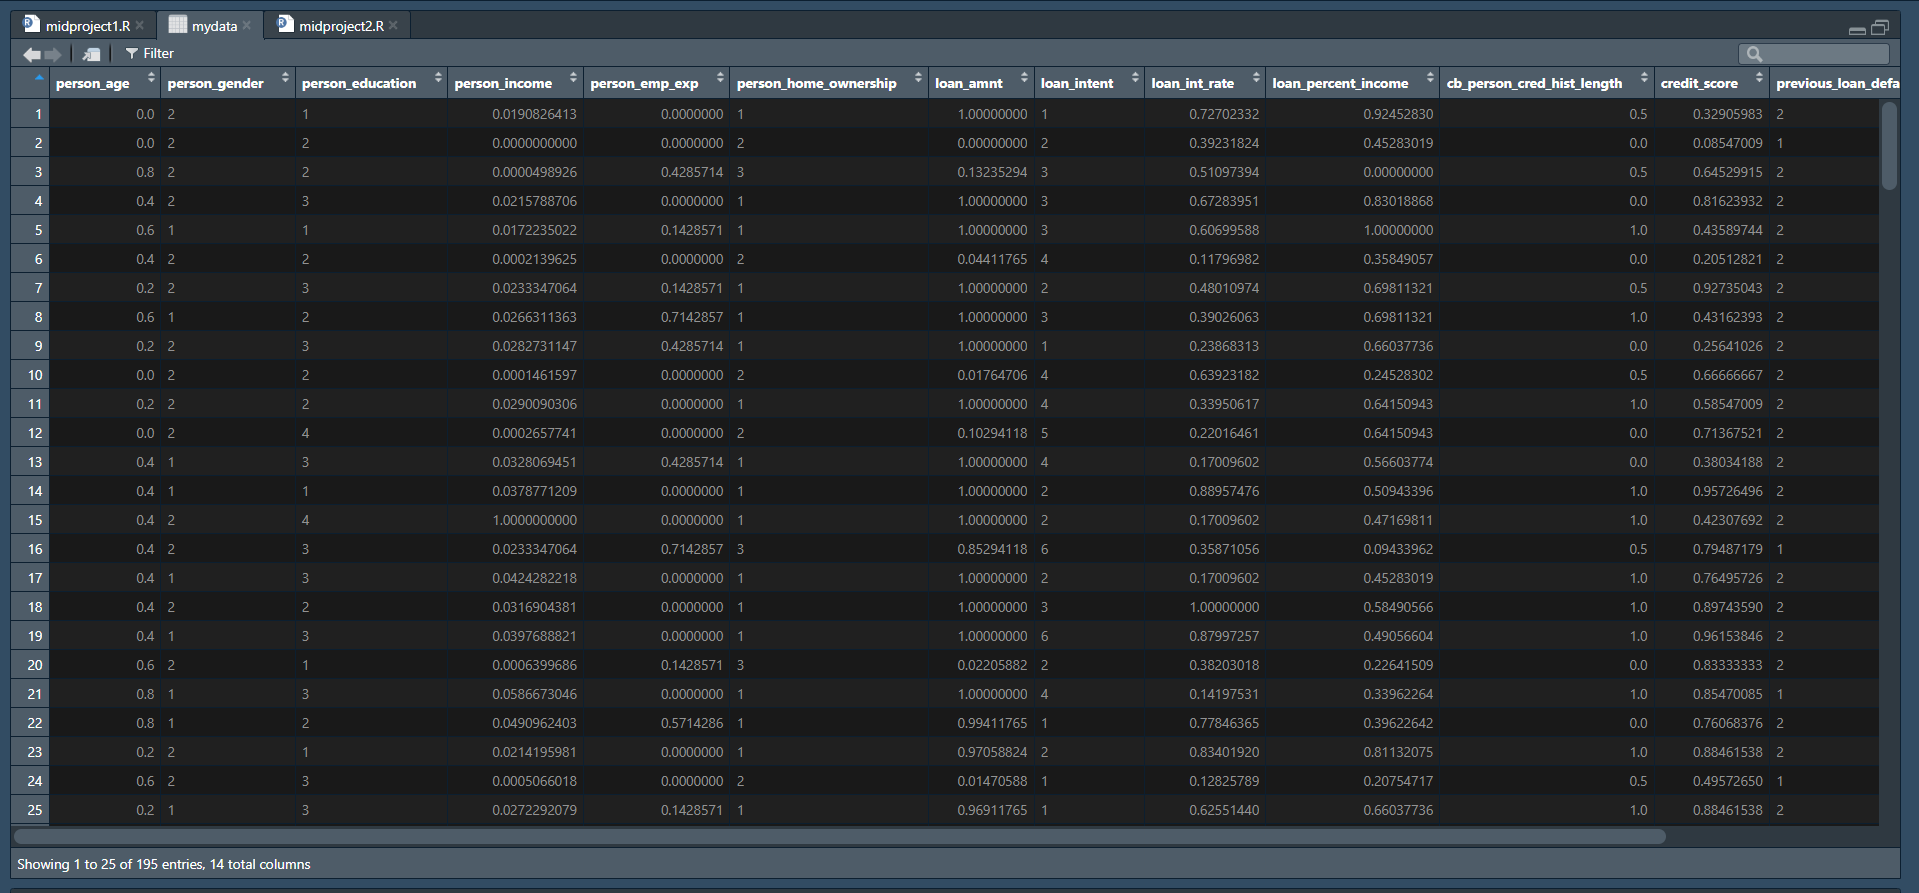 midproject1.R mydata midproject2.R
Filter
person_age person_gender person_education person_income person_emp_exp person_home_ownership loan_amnt loan_intent loan_int_rate loan_percent_income cb_person_cred_hist_length credit_score previous_loan_defa
1 0.0 2 1 0.0190826413 0.0000000 1 1.00000000 1 0.72702332 0.92452830 0.5 0.32905983 2
2 0.0 2 2 0.0000000000 0.0000000 2 0.00000000 2 0.39231824 0.45283019 0.0 0.08547009 1
3 0.8 2 2 0.0000498926 0.4285714 3 0.13235294 3 0.51097394 0.00000000 0.5 0.64529915 2
4 0.4 2 3 0.0215788706 0.0000000 1 1.00000000 3 0.67283951 0.83018868 0.0 0.81623932 2
5 0.6 1 1 0.0172235022 0.1428571 1 1.00000000 3 0.60699588 1.00000000 1.0 0.43589744 2
6 0.4 2 2 0.0002139625 0.0000000 2 0.04411765 4 0.11796982 0.35849057 0.0 0.20512821 2
7 0.2 2 3 0.0233347064 0.1428571 1 1.00000000 2 0.48010974 0.69811321 0.5 0.92735043 2
8 0.6 1 2 0.0266311363 0.7142857 1 1.00000000 3 0.39026063 0.69811321 1.0 0.43162393 2
9 0.2 2 3 0.0282731147 0.4285714 1 1.00000000 1 0.23868313 0.66037736 0.0 0.25641026 2
10 0.0 2 2 0.0001461597 0.0000000 2 0.01764706 4 0.63923182 0.24528302 0.5 0.66666667 2
11 0.2 2 2 0.0290090306 0.0000000 1 1.00000000 4 0.33950617 0.64150943 1.0 0.58547009 2
12 0.0 2 4 0.0002657741 0.0000000 2 0.10294118 5 0.22016461 0.64150943 0.0 0.71367521 2
13 0.4 1 3 0.0328069451 0.4285714 1 1.00000000 4 0.17009602 0.56603774 0.0 0.38034188 2
14 0.4 1 1 0.0378771209 0.0000000 1 1.00000000 2 0.88957476 0.50943396 1.0 0.95726496 2
15 0.4 2 4 1.0000000000 0.0000000 1 1.00000000 2 0.17009602 0.47169811 1.0 0.42307692 2
16 0.4 2 3 0.0233347064 0.7142857 3 0.85294118 6 0.35871056 0.09433962 0.5 0.79487179 1
17 0.4 1 3 0.0424282218 0.0000000 1 1.00000000 2 0.17009602 0.45283019 1.0 0.76495726 2
18 0.4 2 2 0.0316904381 0.0000000 1 1.00000000 3 1.00000000 0.58490566 1.0 0.89743590 2
19 0.4 1 3 0.0397688821 0.0000000 1 1.00000000 6 0.87997257 0.49056604 1.0 0.96153846 2
20 0.6 2 1 0.0006399686 0.1428571 3 0.02205882 2 0.38203018 0.22641509 0.0 0.83333333 2
21 0.8 1 3 0.0586673046 0.0000000 1 1.00000000 4 0.14197531 0.33962264 1.0 0.85470085 1
22 0.8 1 2 0.0490962403 0.5714286 1 0.99411765 1 0.77846365 0.39622642 0.0 0.76068376 2
23 0.2 2 1 0.0214195981 0.0000000 1 0.97058824 2 0.83401920 0.81132075 1.0 0.88461538 2
24 0.6 2 3 0.0005066018 0.0000000 2 0.01470588 1 0.12825789 0.20754717 0.5 0.49572650 1
25 0.2 1 3 0.0272292079 0.1428571 1 0.96911765 1 0.62551440 0.66037736 1.0 0.88461538 2
Showing 1 to 25 of 195 entries, 14 total columns